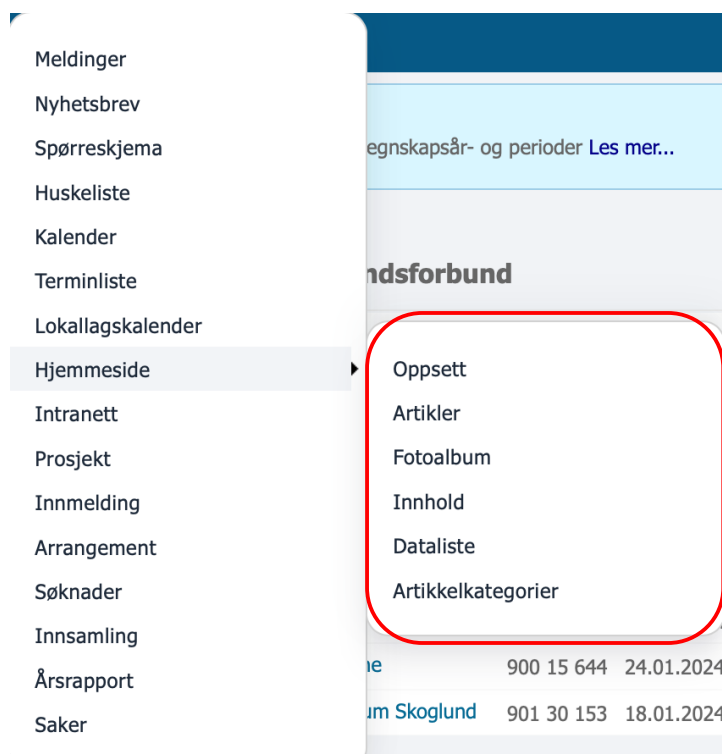 Meldinger
Nyhetsbrev
Spørreskjema
Huskeliste
Kalender
Terminliste
Lokallagskalender
Hjemmeside
Intranett
Prosjekt
Innmelding
Arrangement
Søknader
Innsamling
Årsrapport
Saker
egnskapsår- og perioder Les mer...
ndsforbund
Oppsett
Artikler
Fotoalbum
Innhold
Dataliste
Artikkelkategorier
ne 900 15 644 24.01.2024
um Skoglund 901 30 153 18.01.2024